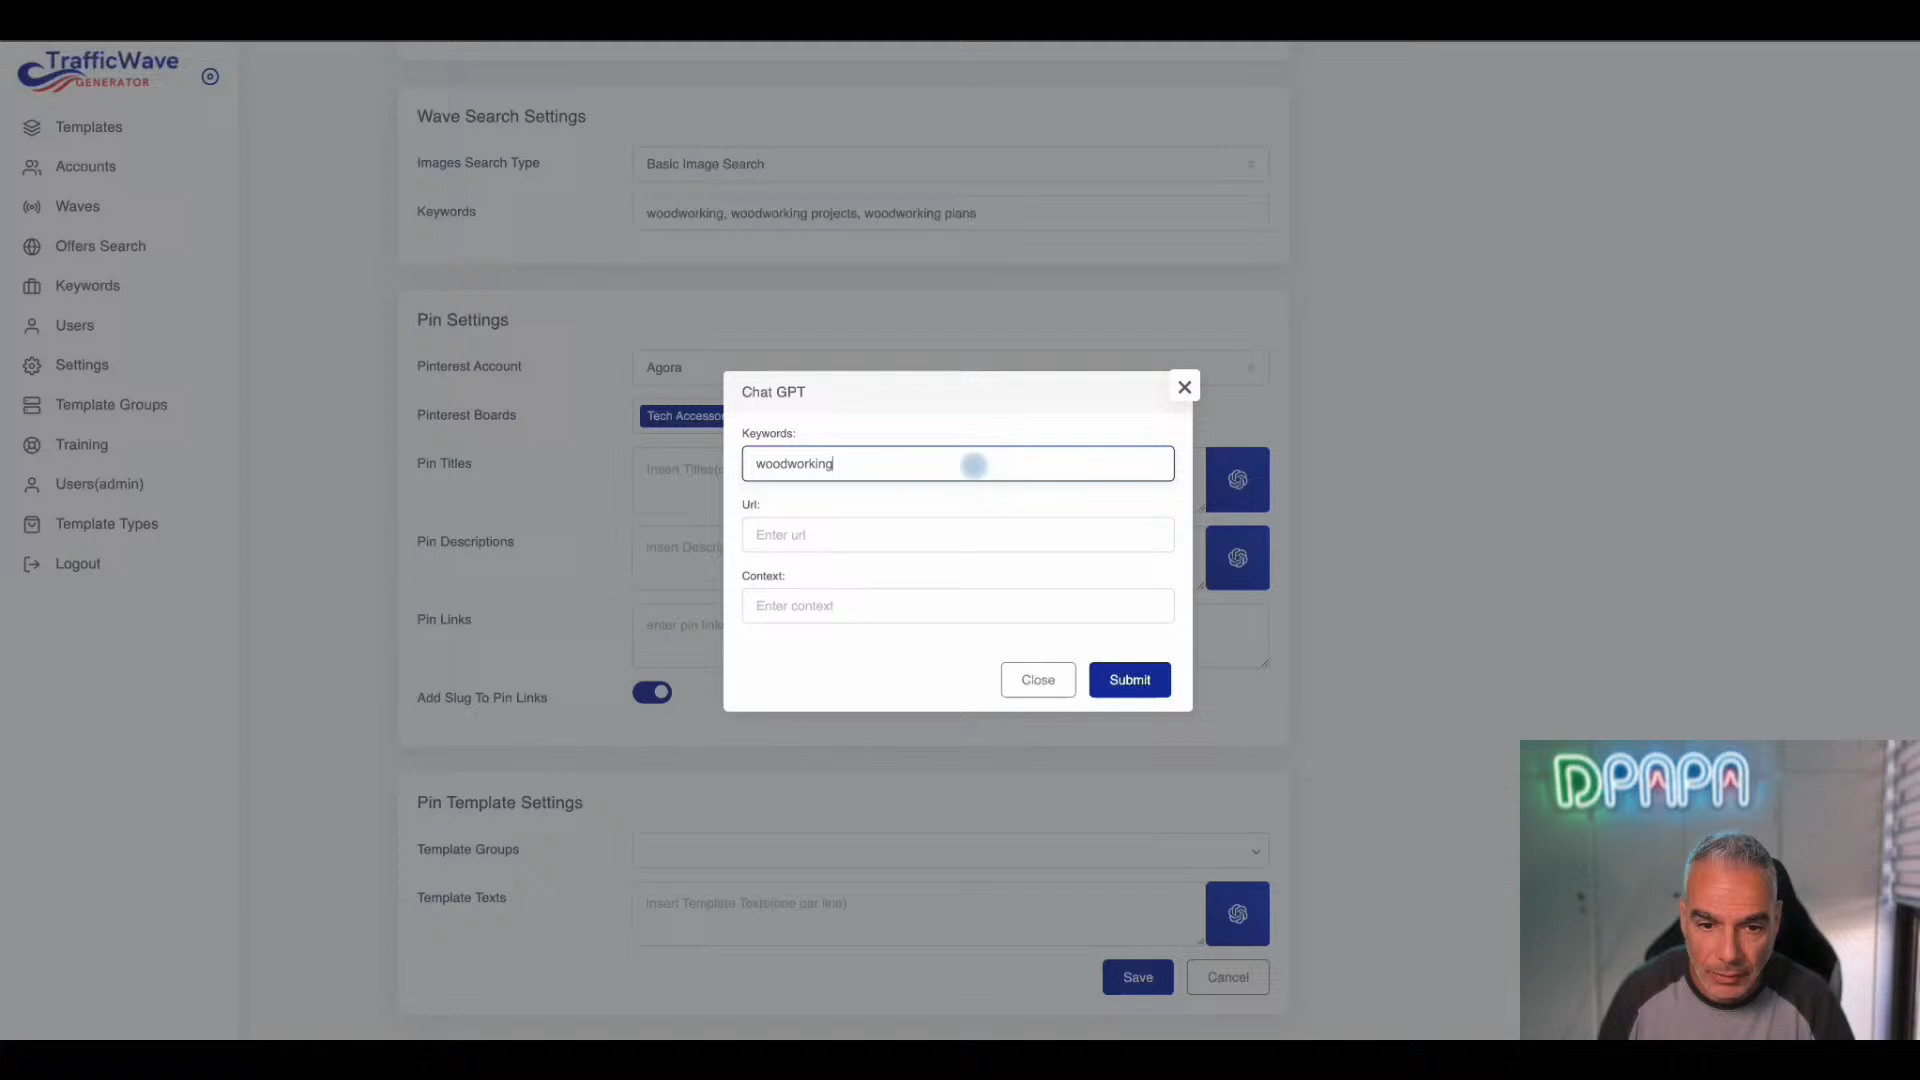 TrafficWave
GENERATOR
Templates
Accounts
Waves
Offers Search
Keywords
Users
Settings
Template Groups
Training
Users(admin)
Template Types
Logout
Wave Search Settings
Images Search Type
Basic Image Search
Keywords
woodworking, woodworking projects, woodworking plans
Pin Settings
Pinterest Account
Agora
Pinterest Boards
Tech Accessor
Pin Titles
Insert Titles(o
Pin Descriptions
Insert Descri
Pin Links
enter pin link
Add Slug To Pin Links
Chat GPT
Keywords:
woodworking
Url:
Enter url
Context:
Enter context
Close
Submit
Pin Template Settings
Template Groups
Template Texts
Insert Template Texts(one par line)
Save
Cancel
DPAPA